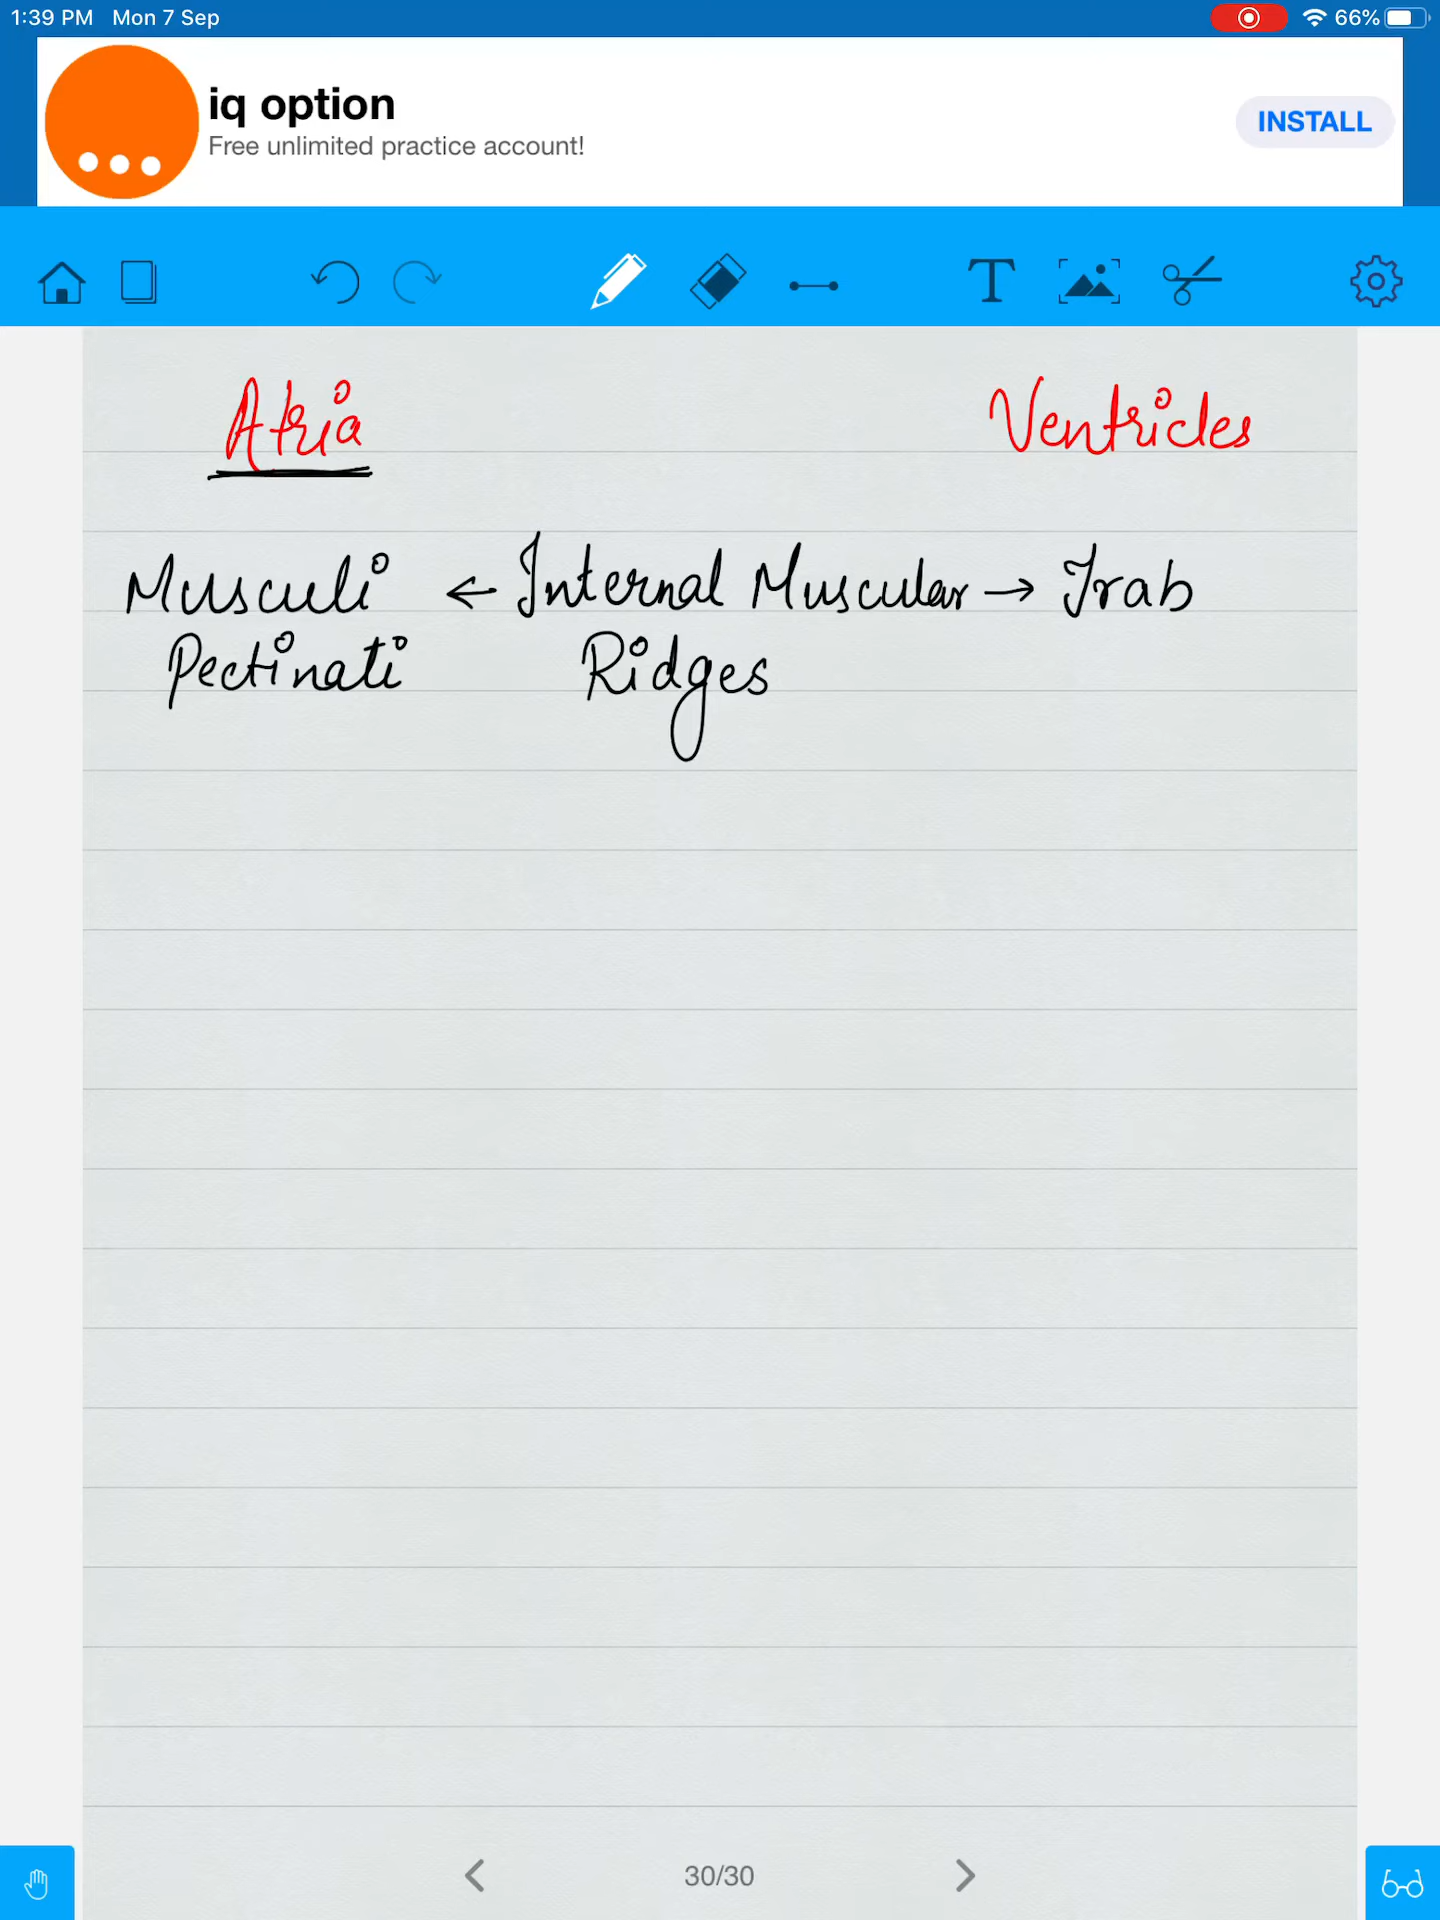 1:39 PM Mon 7 Sep 66%
iq option
Free unlimited practice account!
INSTALL
T
Atria Ventricles
Musculi ← Internal Muscular → Trab
Pectinati Ridges
30/30